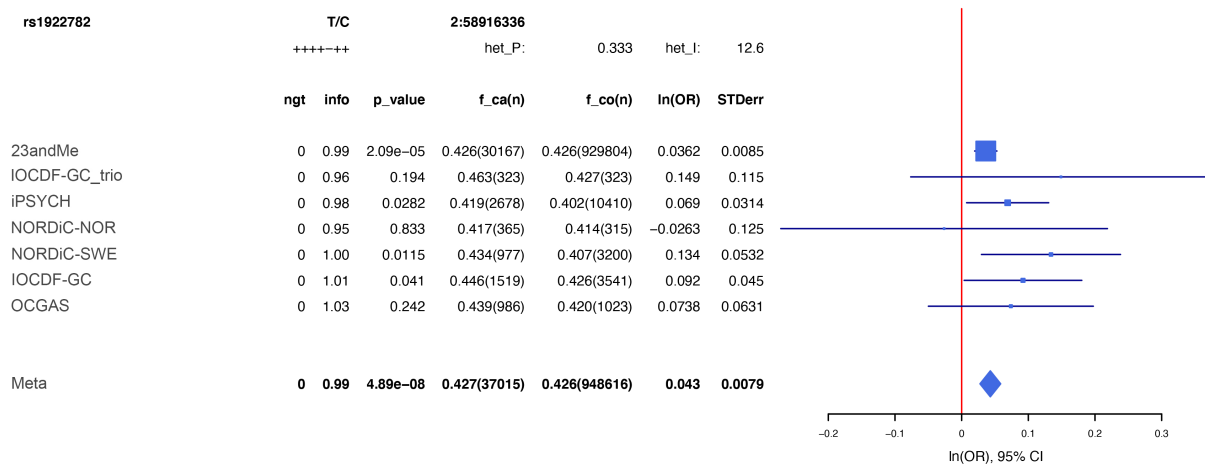 rs1922782 T/C 2:58916336
++++−++ het_P: 0.333 het_I: 12.6
ngt info p_value f_ca(n) f_co(n) ln(OR) STDerr
23andMe 0 0.99 2.09e−05 0.426(30167) 0.426(929804) 0.0362 0.0085
IOCDF-GC_trio 0 0.96 0.194 0.463(323) 0.427(323) 0.149 0.115
iPSYCH 0 0.98 0.0282 0.419(2678) 0.402(10410) 0.069 0.0314
NORDiC-NOR 0 0.95 0.833 0.417(365) 0.414(315) −0.0263 0.125
NORDiC-SWE 0 1.00 0.0115 0.434(977) 0.407(3200) 0.134 0.0532
IOCDF-GC 0 1.01 0.041 0.446(1519) 0.426(3541) 0.092 0.045
OCGAS 0 1.03 0.242 0.439(986) 0.420(1023) 0.0738 0.0631
Meta 0 0.99 4.89e−08 0.427(37015) 0.426(948616) 0.043 0.0079
−0.2 −0.1 0 0.1 0.2 0.3
ln(OR), 95% CI